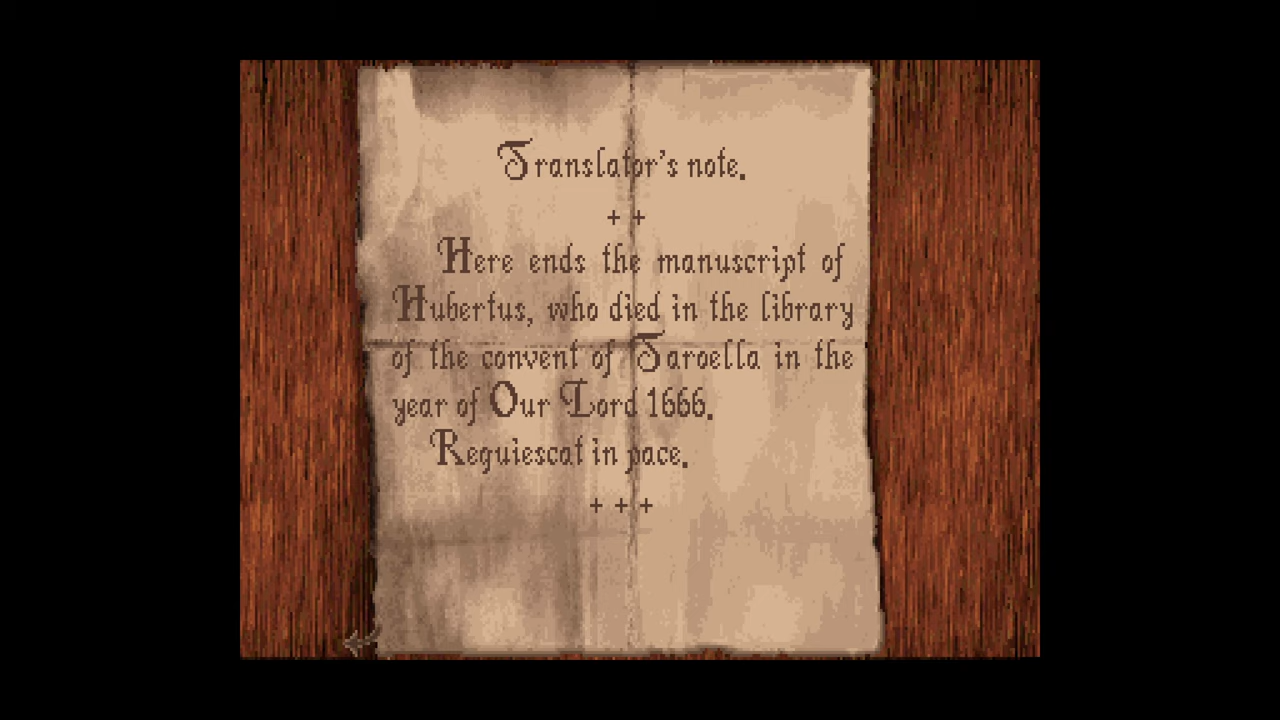 Translator's note.
+ +
Here ends the manuscript of
Hubertus, who died in the library
of the convent of Taroella in the
year of Our Lord 1666.
Requiescat in pace.
+ + +